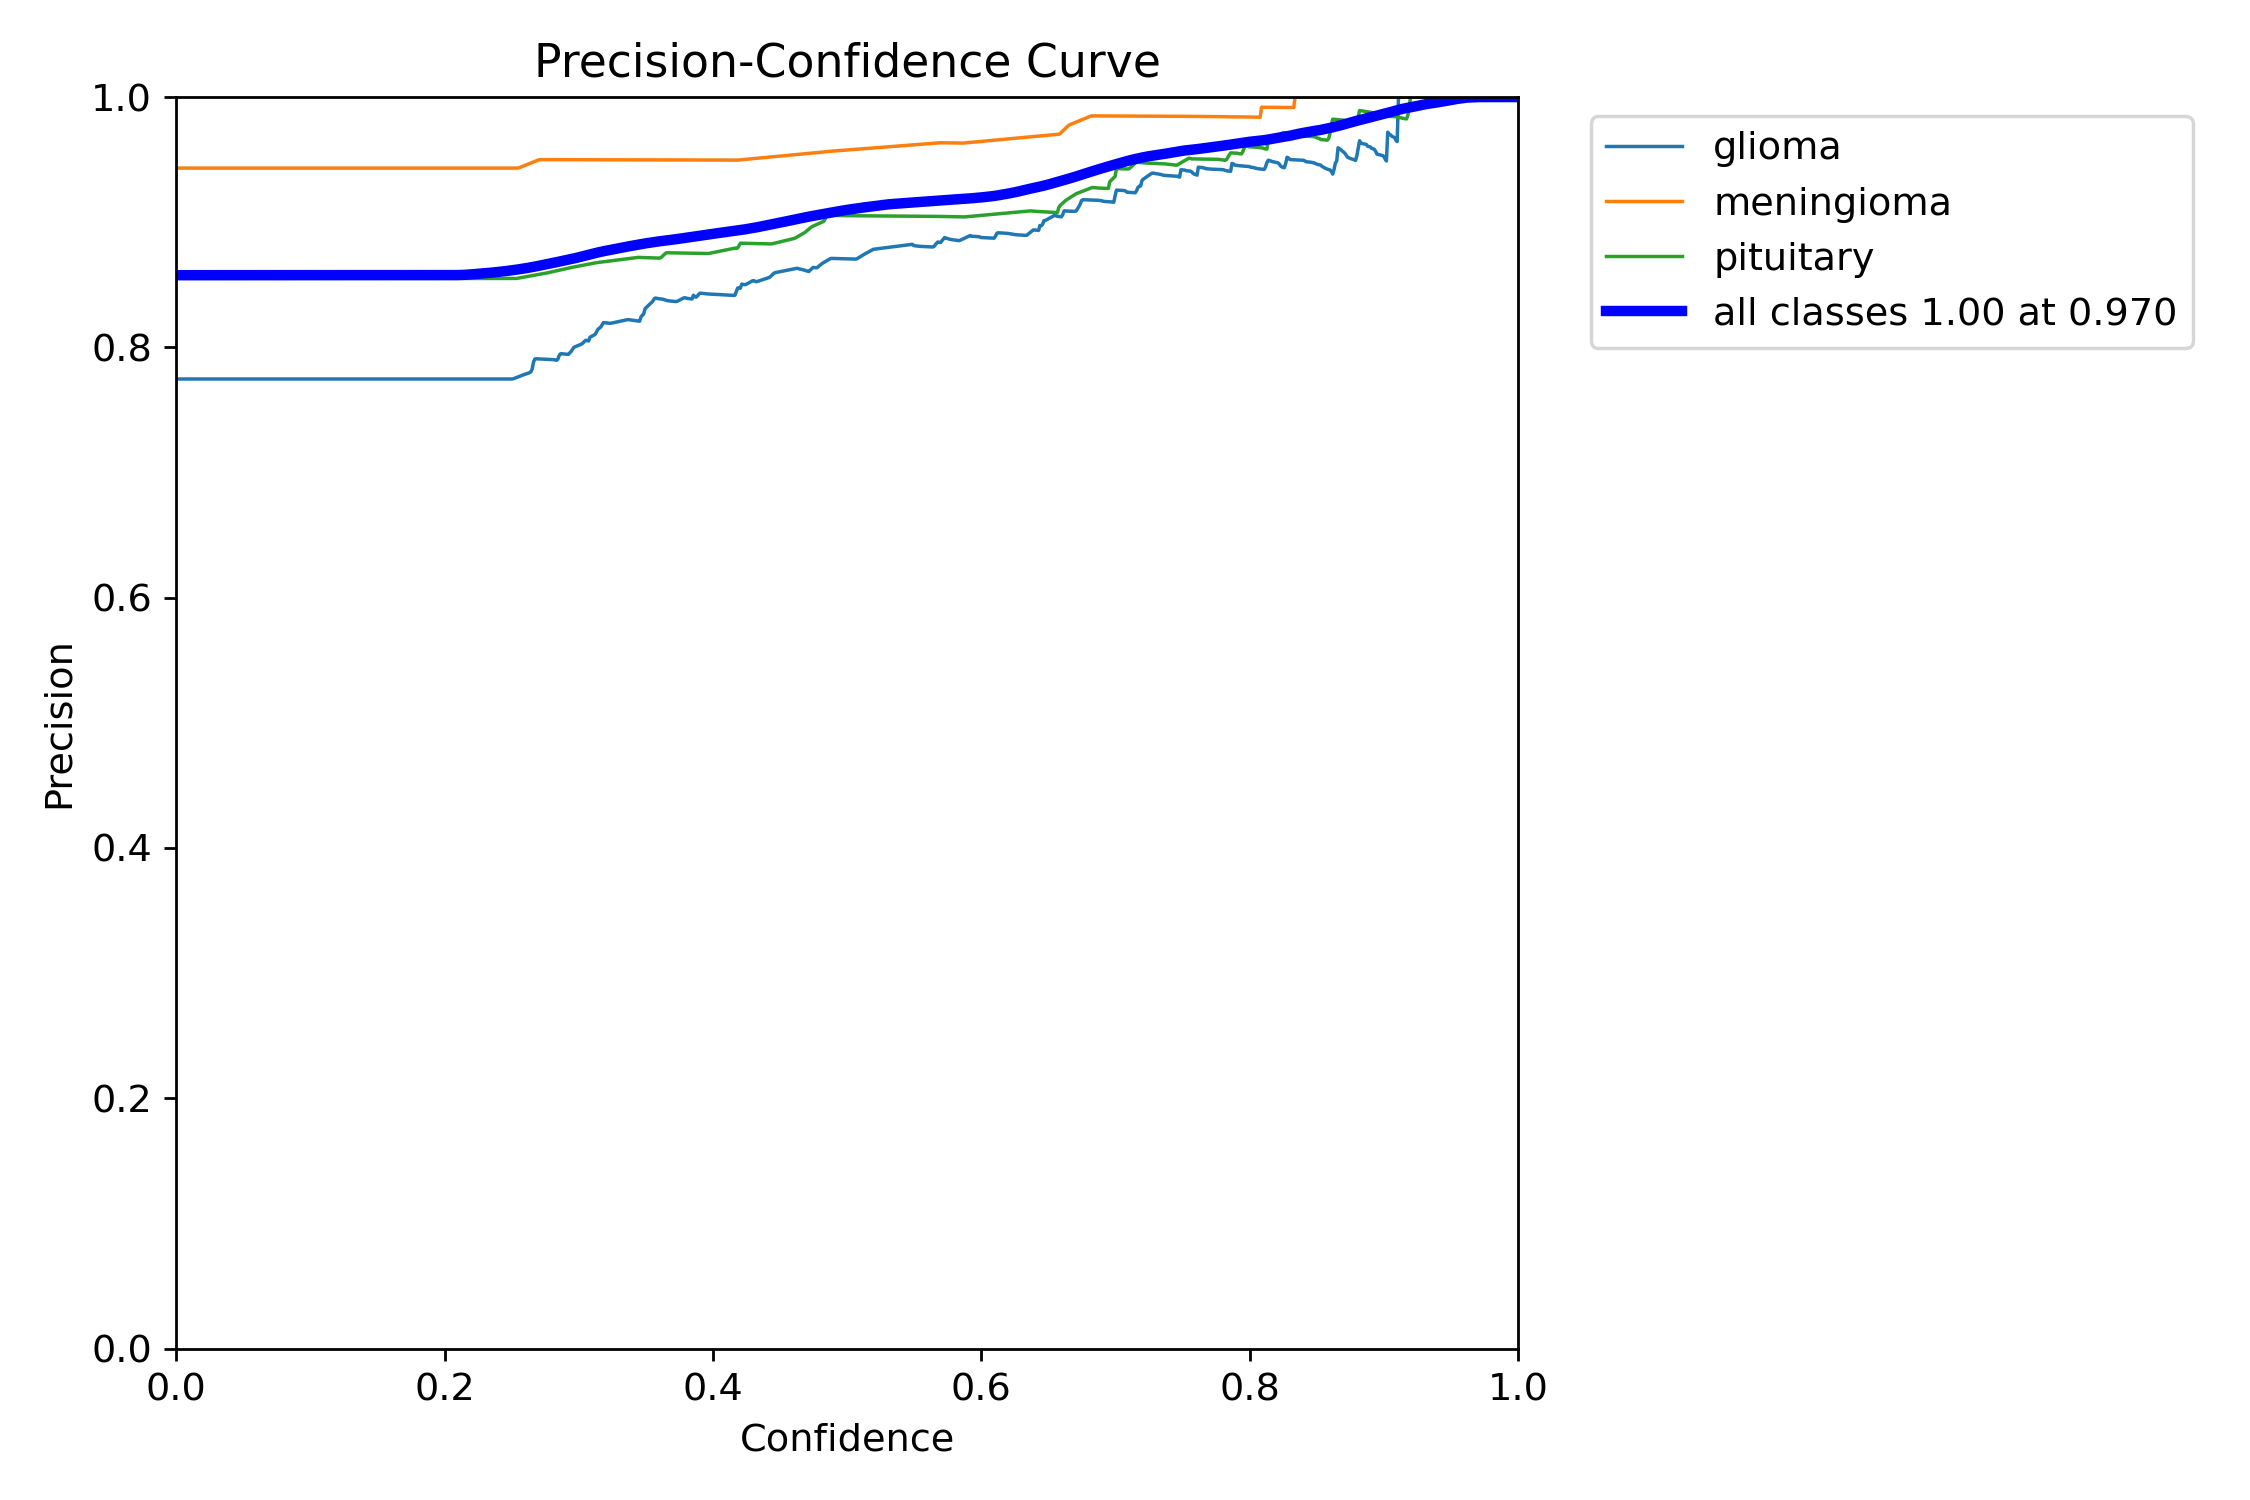 Precision-Confidence Curve
1.0
0.8
0.6
0.4
0.2
0.0
Precision
0.0 0.2 0.4 0.6 0.8 1.0
Confidence
glioma
meningioma
pituitary
all classes 1.00 at 0.970